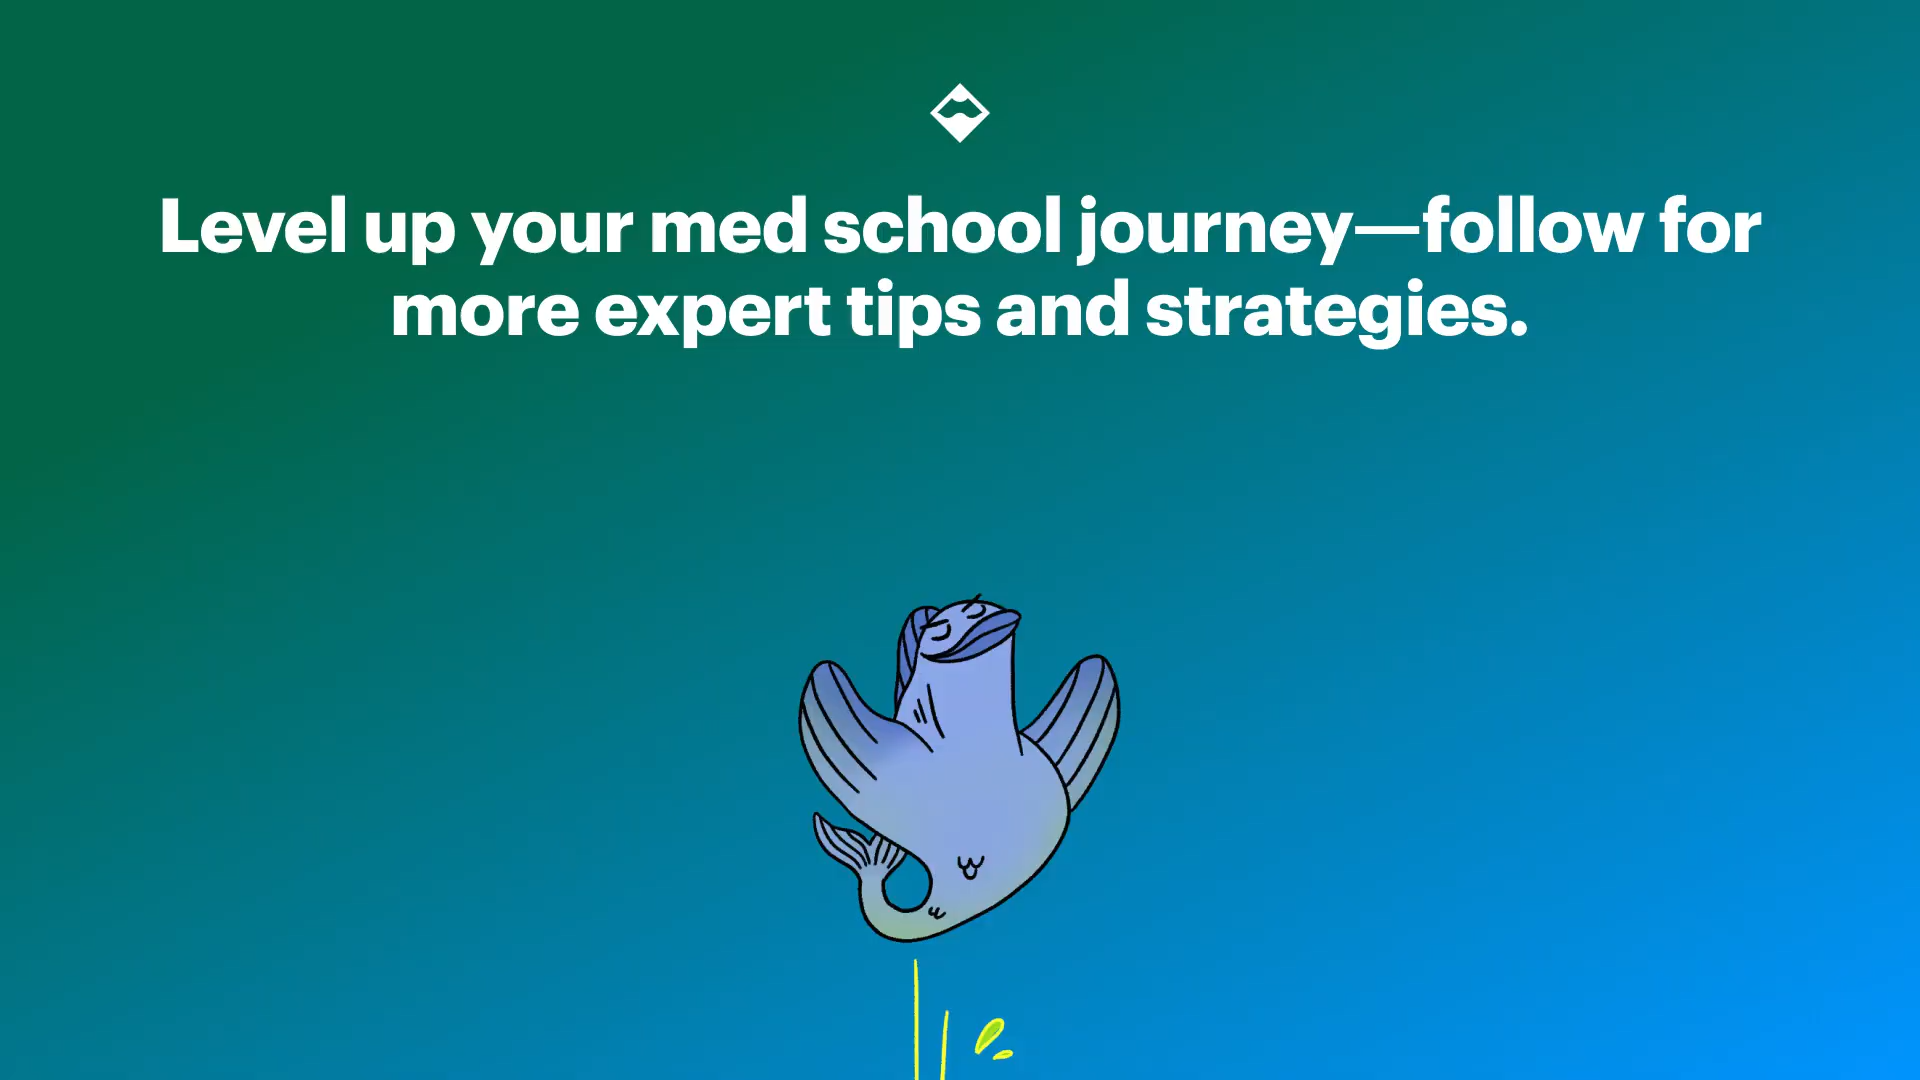 Level up your med school journey—follow for
more expert tips and strategies.